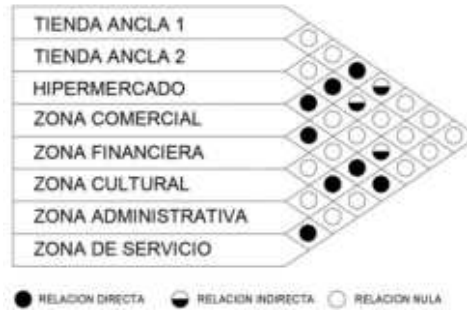 TIENDA ANCLA 1
TIENDA ANCLA 2
HIPERMERCADO
ZONA COMERCIAL
ZONA FINANCIERA
ZONA CULTURAL
ZONA ADMINISTRATIVA
ZONA DE SERVICIO
RELACION DIRECTA RELACION INDIRECTA RELACION NULA